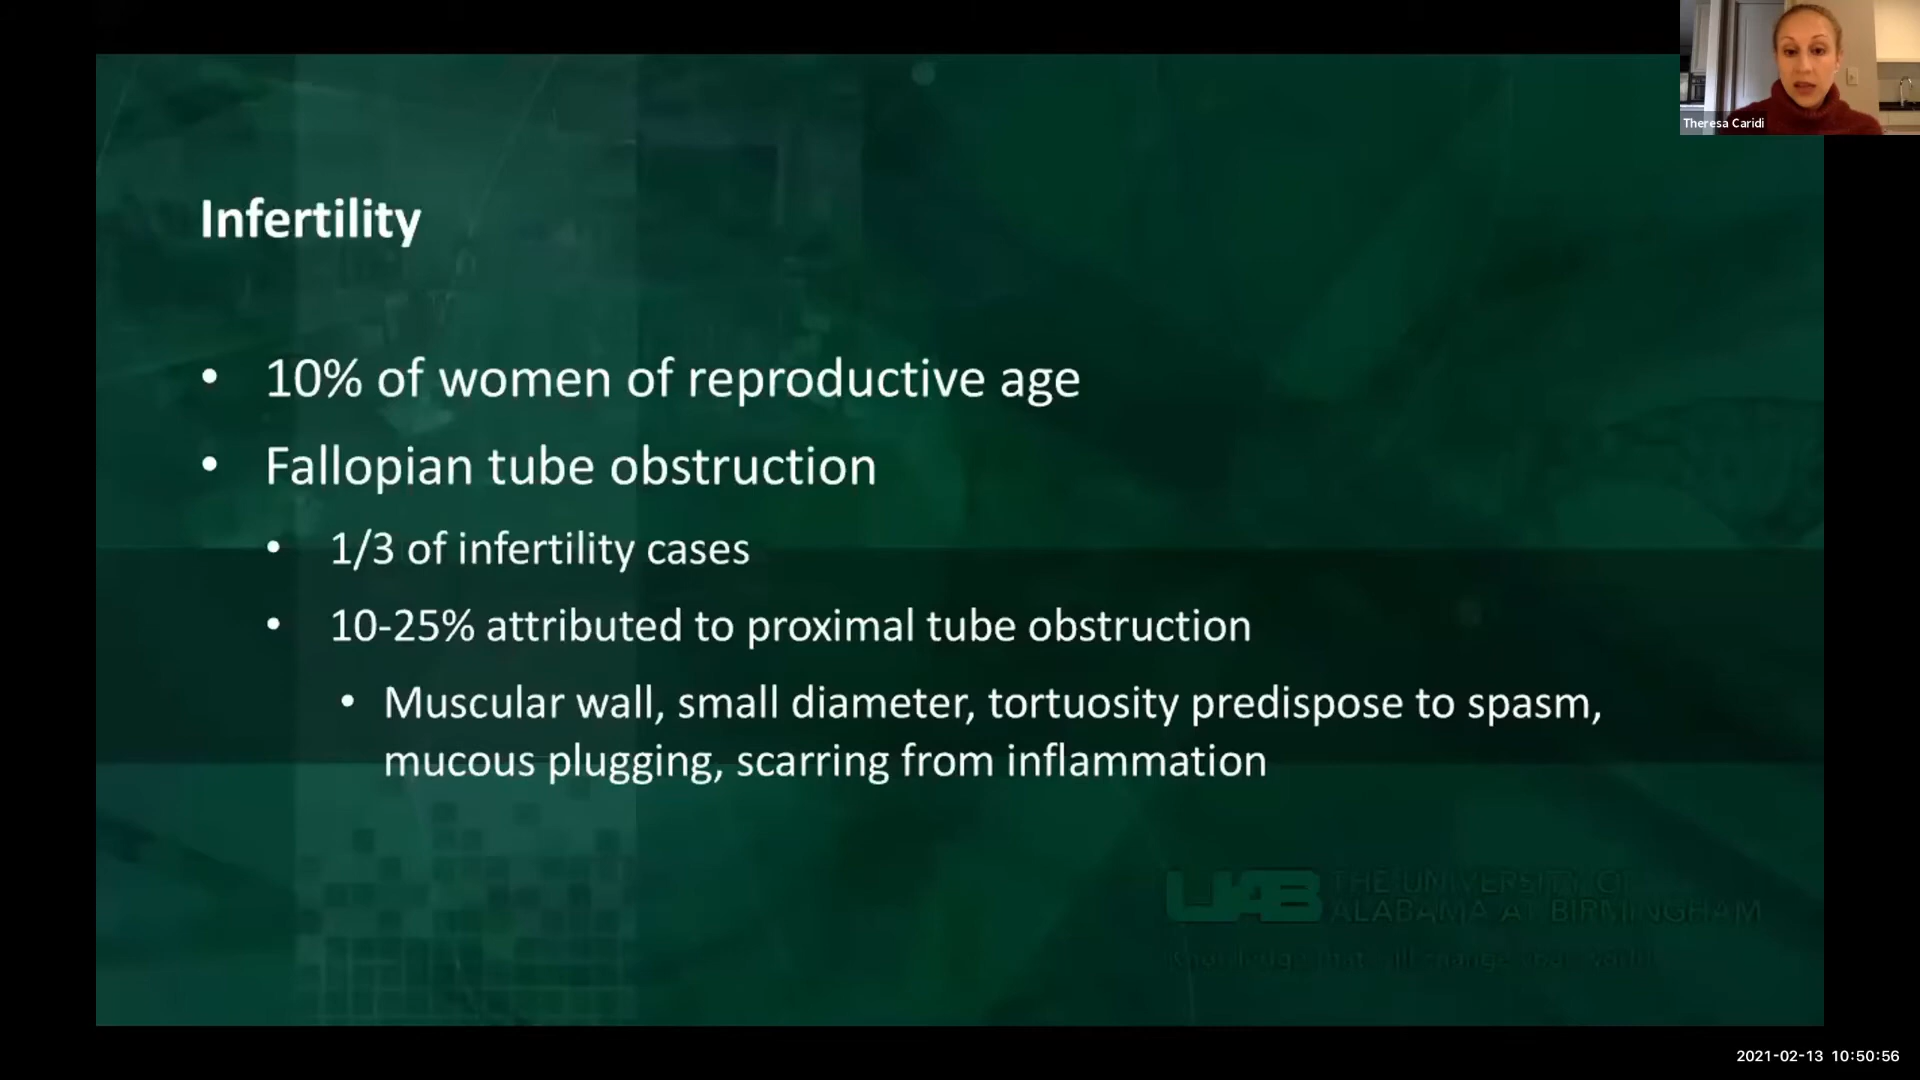 Theresa Caridi
Infertility
• 10% of women of reproductive age
• Fallopian tube obstruction
• 1/3 of infertility cases
• 10-25% attributed to proximal tube obstruction
• Muscular wall, small diameter, tortuosity predispose to spasm,
mucous plugging, scarring from inflammation
UAB THE UNIVERSITY OF
ALABAMA AT BIRMINGHAM
2021-02-13 10:50:56